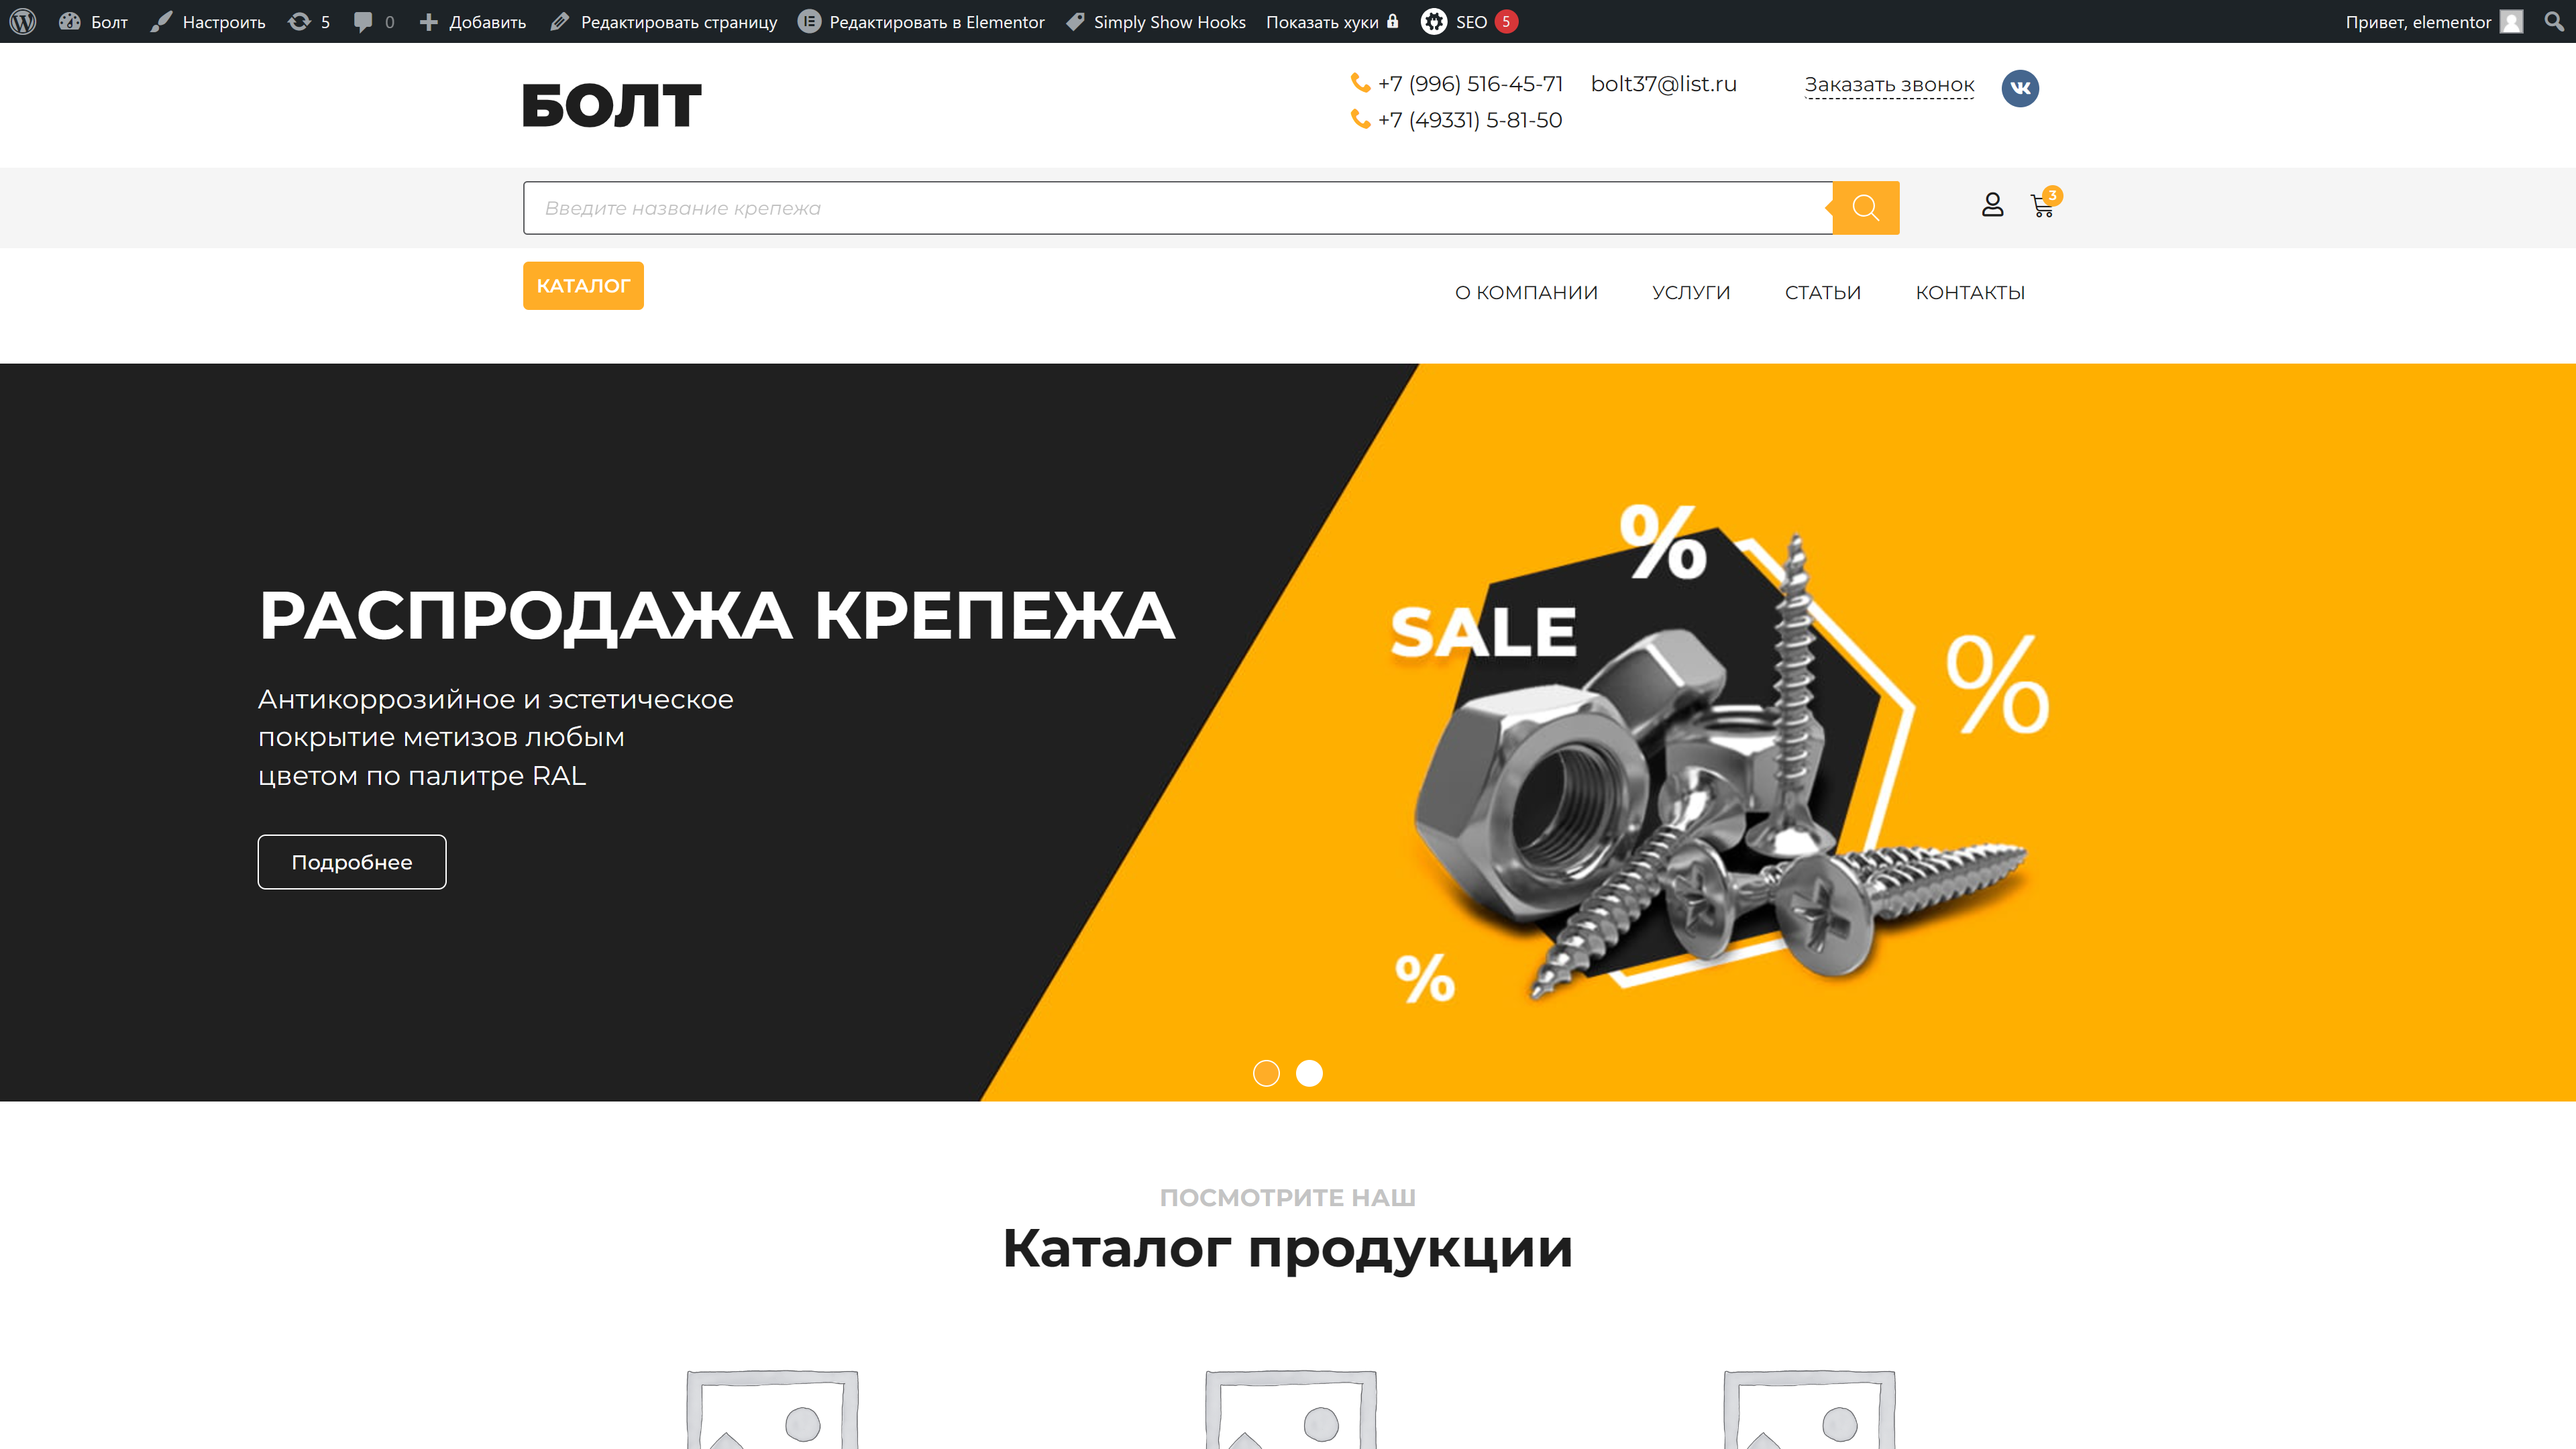 Болт
Настроить
5
0
Добавить
Редактировать страницу
Редактировать в Elementor
Simply Show Hooks
Показать хуки
SEO 5
Привет, elementor
БОЛТ
+7 (996) 516-45-71
bolt37@list.ru
Заказать звонок
+7 (49331) 5-81-50
Введите название крепежа
3
КАТАЛОГ
О КОМПАНИИ
УСЛУГИ
СТАТЬИ
КОНТАКТЫ
РАСПРОДАЖА КРЕПЕЖА
Антикоррозийное и эстетическое
покрытие метизов любым
цветом по палитре RAL
Подробнее
%
SALE
%
%
ПОСМОТРИТЕ НАШ
Каталог продукции